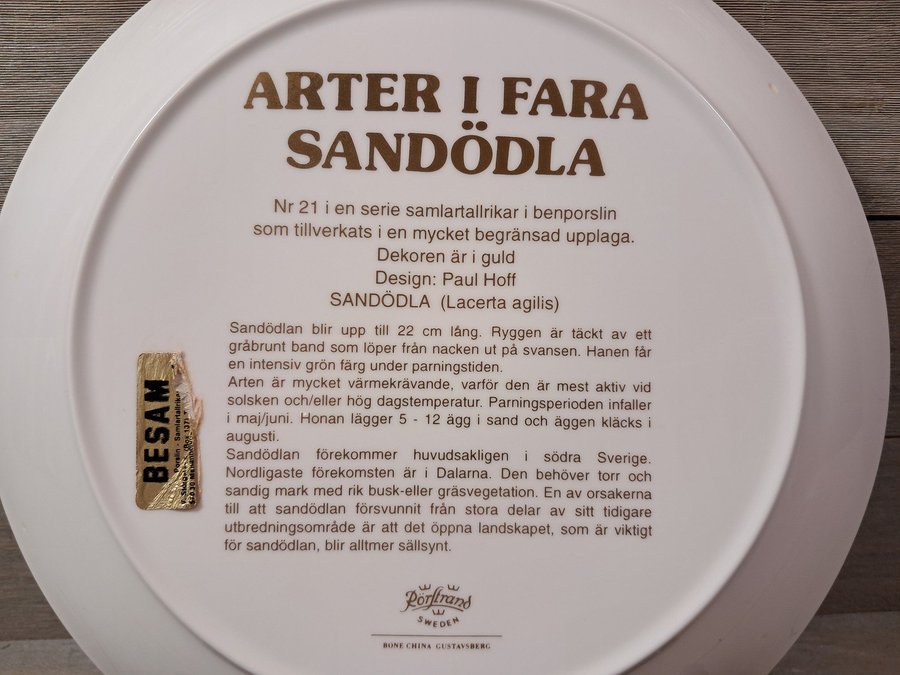 ARTER I FARA
SANDÖDLA
Nr 21 i en serie samlartallrikar i benporslin
som tillverkats i en mycket begränsad upplaga.
Dekoren är i guld
Design: Paul Hoff
SANDÖDLA (Lacerta agilis)
Sandödlan blir upp till 22 cm lång. Ryggen är täckt av ett
gråbrunt band som löper från nacken ut på svansen. Hanen får
en intensiv grön färg under parningstiden.
Arten är mycket värmekrävande, varför den är mest aktiv vid
solsken och/eller hög dagstemperatur. Parningsperioden infaller
i maj/juni. Honan lägger 5 - 12 ägg i sand och äggen kläcks i
augusti.
Sandödlan förekommer huvudsakligen i södra Sverige.
Nordligaste förekomsten är i Dalarna. Den behöver torr och
sandig mark med rik busk-eller gräsvegetation. En av orsakerna
till att sandödlan försvunnit från stora delar av sitt tidigare
utbredningsområde är att det öppna landskapet, som är viktigt
för sandödlan, blir alltmer sällsynt.
BESAM
Porslin - Samlartallrikar
Rörstrand
SWEDEN
BONE CHINA GUSTAVSBERG